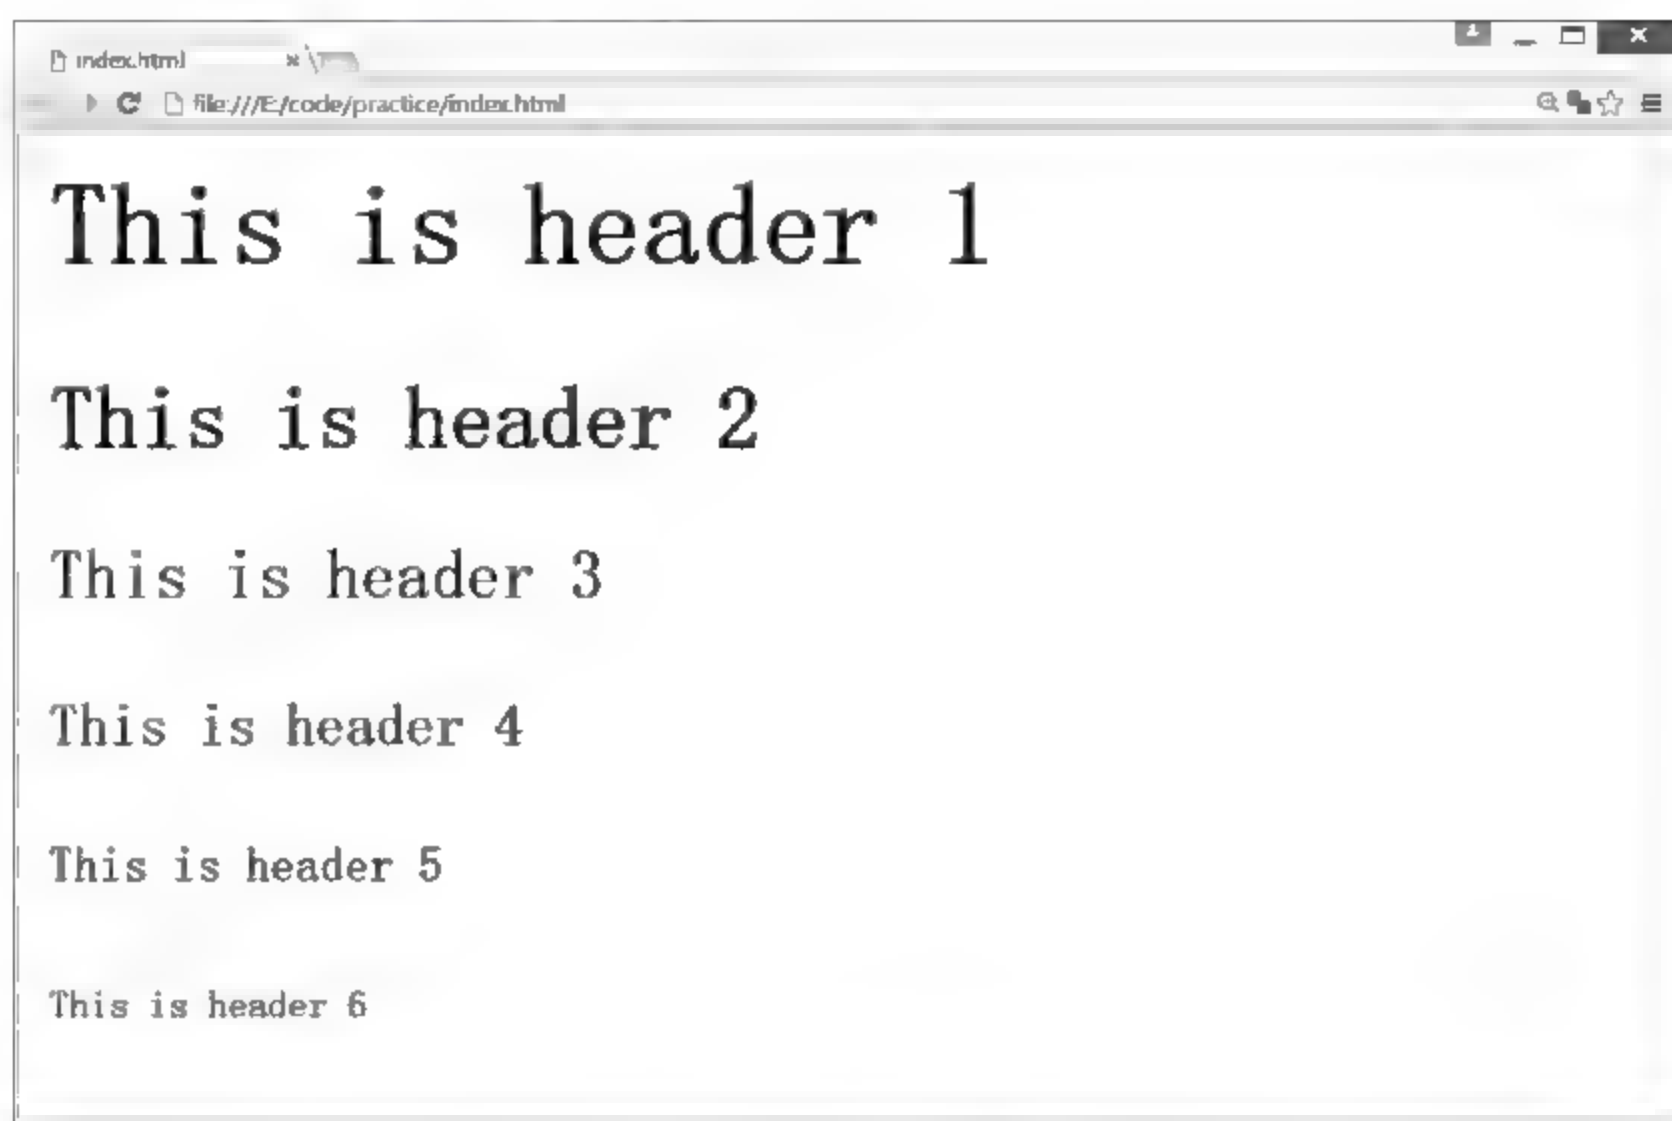 index.html
file:///E:/code/practice/index.html
This is header 1
This is header 2
This is header 3
This is header 4
This is header 5
This is header 6